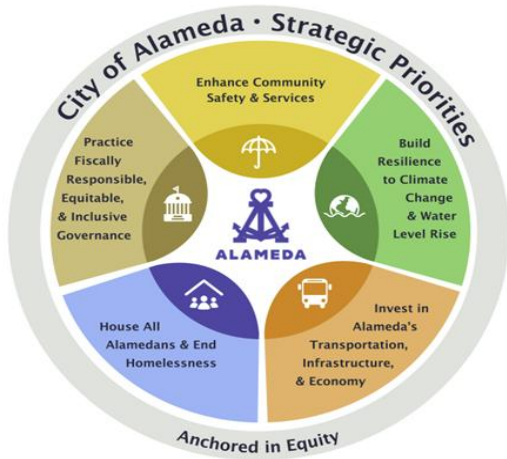 City of Alameda · Strategic Priorities
Enhance Community
Safety & Services
Build
Resilience
to Climate
Change
& Water
Level Rise
Invest in
Alameda's
Transportation,
Infrastructure,
& Economy
House All
Alamedans & End
Homelessness
Practice
Fiscally
Responsible,
Equitable,
& Inclusive
Governance
ALAMEDA
Anchored in Equity